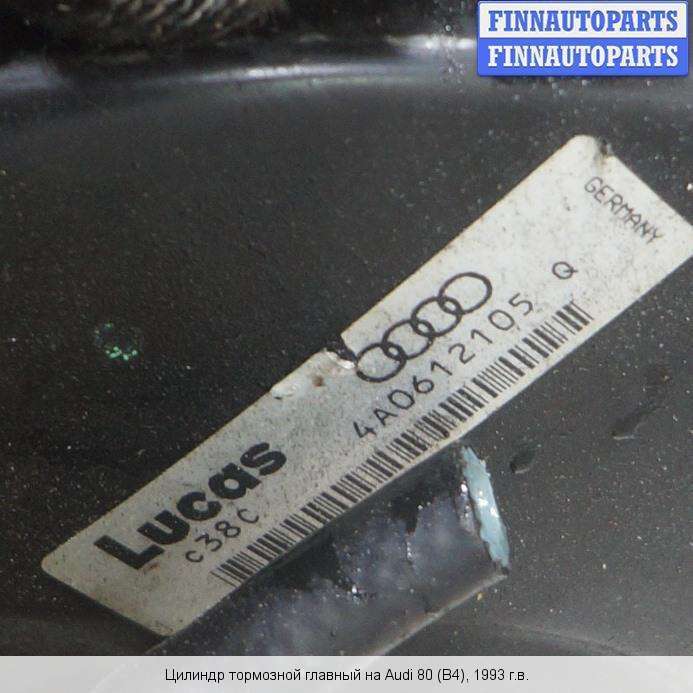 FINNAUTOPARTS
FINNAUTOPARTS
GERMANY
4A0612105 Q
Lucas
c38C
Цилиндр тормозной главный на Audi 80 (B4), 1993 г.в.